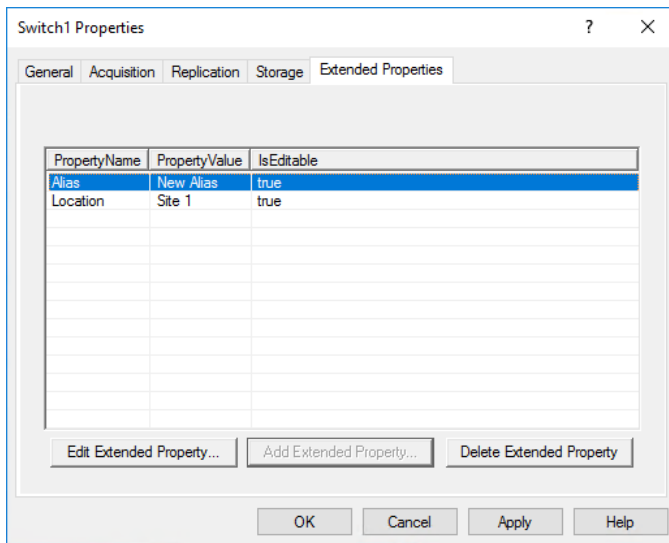 Switch1 Properties ? X
General Acquisition Replication Storage Extended Properties
PropertyName PropertyValue IsEditable
Alias New Alias true
Location Site 1 true
Edit Extended Property... Add Extended Property... Delete Extended Property
OK Cancel Apply Help